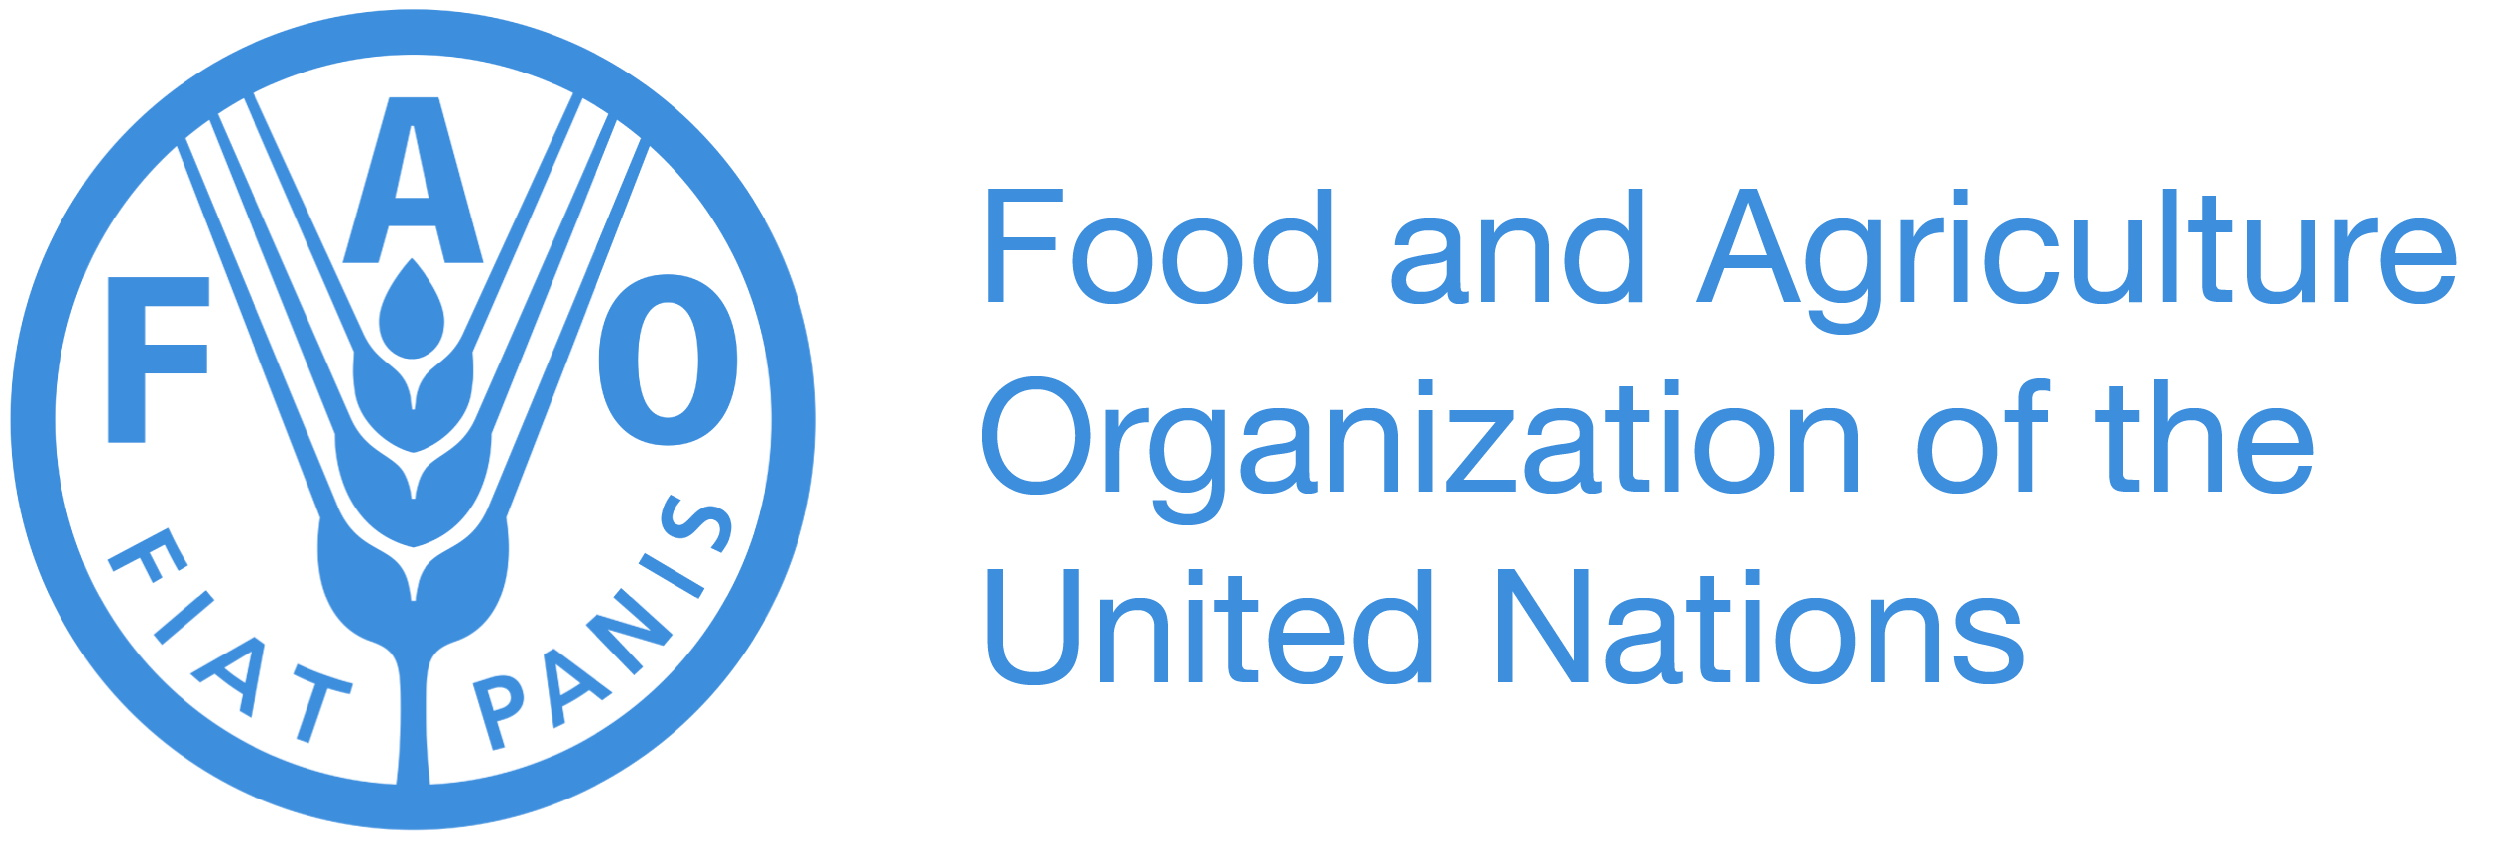 FAO
FIAT PANIS
Food and Agriculture
Organization of the
United Nations